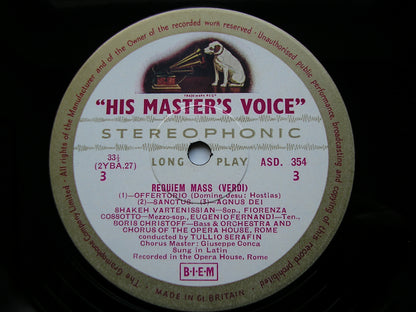 The Gramophone Company Limited. All rights of the Manufacturer and of the Owner of the recorded work reserved. Unauthorised public performance, broadcasting and copying of this record prohibited
TRADE MARK
"HIS MASTER'S VOICE"
STEREOPHONIC
33⅓
(2YBA.27)
3
LONG PLAY
ASD. 354
3
REQUIEM MASS (VERDI)
(1)—OFFERTORIO (Domine Jesu: Hostias)
(2)—SANCTUS. (3)—AGNUS DEI
SHAKEH VARTENISSIAN—Sop., FIORENZA
COSSOTTO—Mezzo-sop., EUGENIO FERNANDI—Ten.,
BORIS CHRISTOFF—Bass & ORCHESTRA AND
CHORUS OF THE OPERA HOUSE, ROME
conducted by TULLIO SERAFIN
Chorus Master: Giuseppe Conca
Sung in Latin
Recorded in the Opera House, Rome
B·I·E·M
MADE IN Gt. BRITAIN